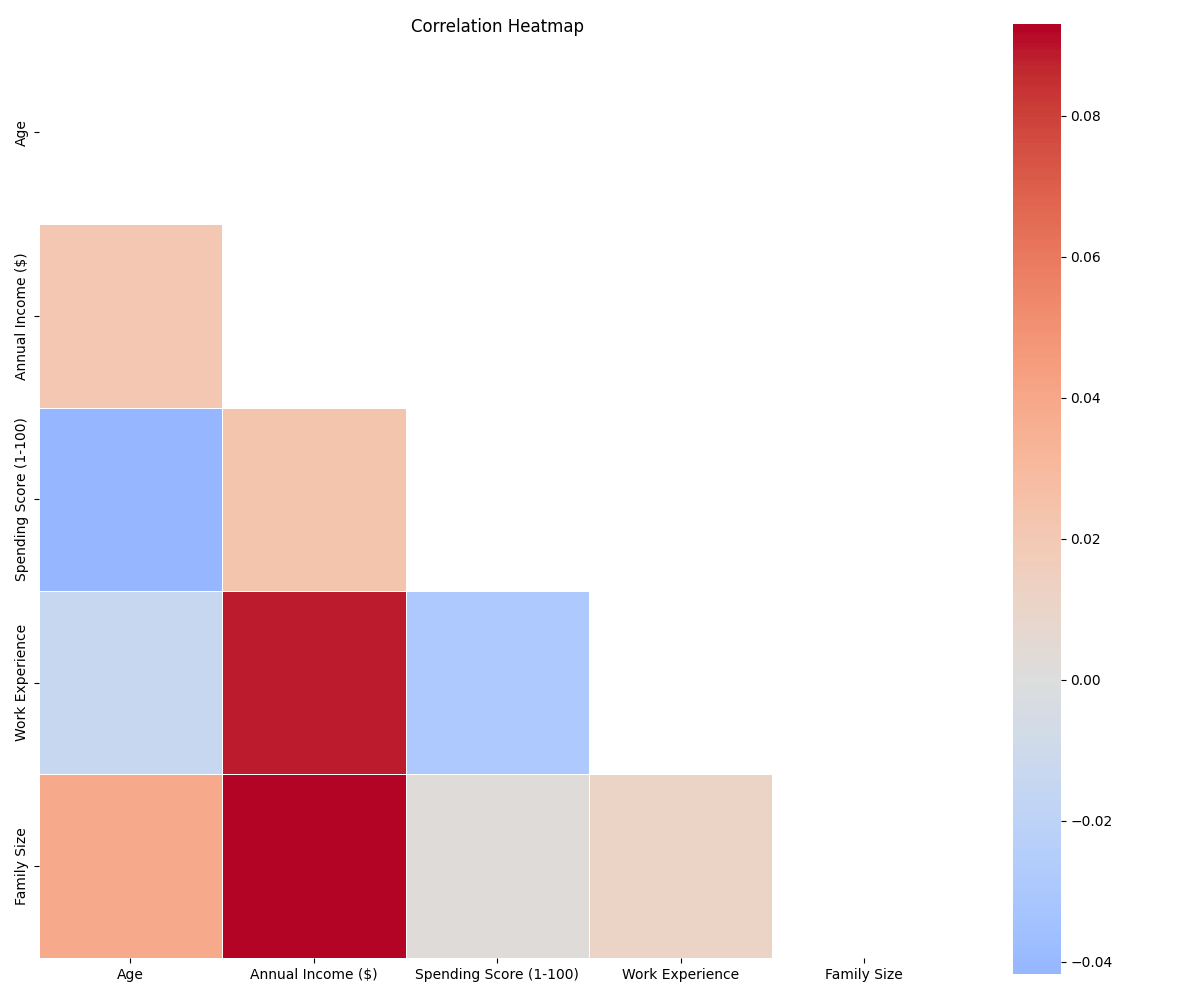 Correlation Heatmap
Age
Annual Income ($)
Spending Score (1-100)
Work Experience
Family Size
Age
Annual Income ($)
Spending Score (1-100)
Work Experience
Family Size
0.08
0.06
0.04
0.02
0.00
−0.02
−0.04